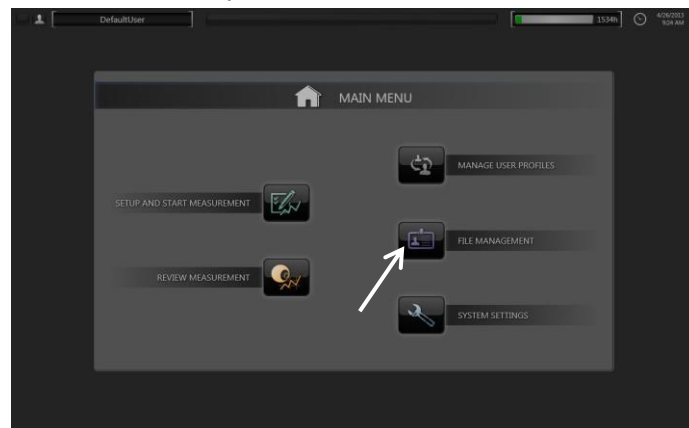 DefaultUser
1534h
4/26/2013
9:24 AM
MAIN MENU
MANAGE USER PROFILES
SETUP AND START MEASUREMENT
FILE MANAGEMENT
REVIEW MEASUREMENT
SYSTEM SETTINGS